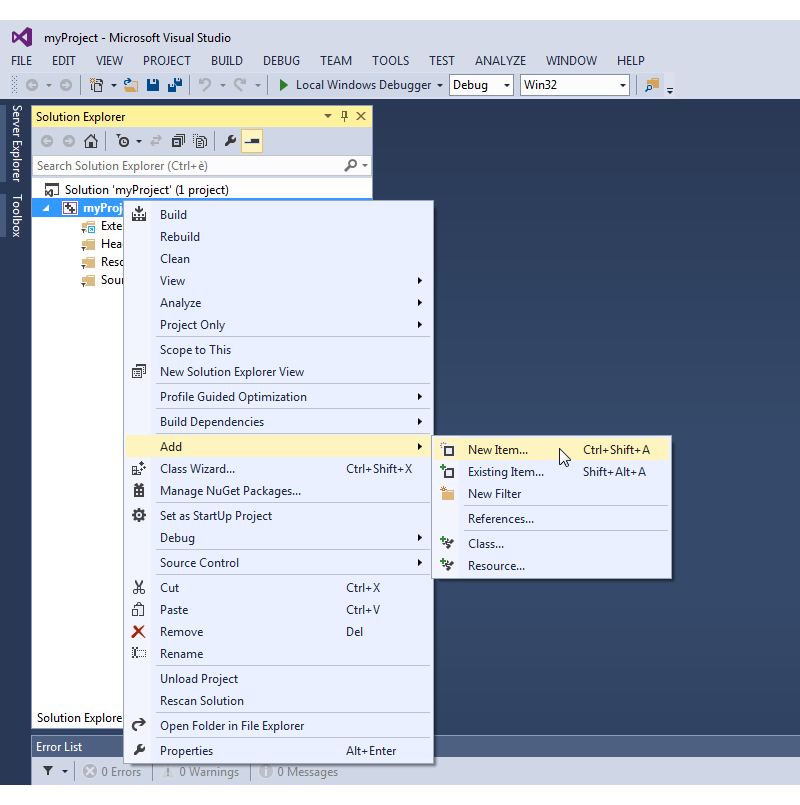 myProject - Microsoft Visual Studio
FILE EDIT VIEW PROJECT BUILD DEBUG TEAM TOOLS TEST ANALYZE WINDOW HELP
Local Windows Debugger Debug Win32
Server Explorer
Toolbox
Solution Explorer
Search Solution Explorer (Ctrl+è)
Solution 'myProject' (1 project)
myProj
Exte
Hea
Reso
Sour
Build
Rebuild
Clean
View
Analyze
Project Only
Scope to This
New Solution Explorer View
Profile Guided Optimization
Build Dependencies
Add
Class Wizard... Ctrl+Shift+X
Manage NuGet Packages...
Set as StartUp Project
Debug
Source Control
Cut Ctrl+X
Paste Ctrl+V
Remove Del
Rename
Unload Project
Rescan Solution
Open Folder in File Explorer
Properties Alt+Enter
New Item... Ctrl+Shift+A
Existing Item... Shift+Alt+A
New Filter
References...
Class...
Resource...
Solution Explore
Error List
0 Errors 0 Warnings 0 Messages